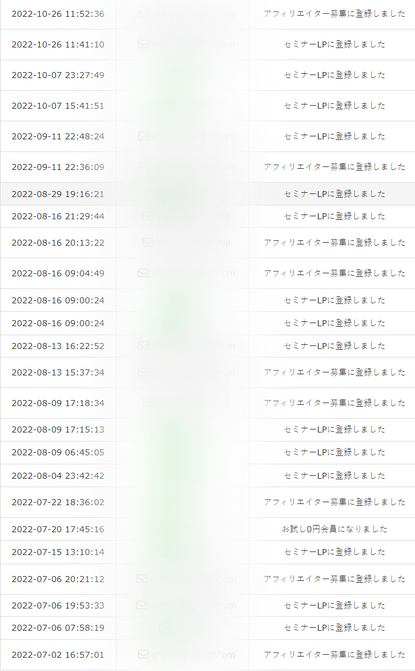 2022-10-26 11:52:36 アフィリエイター募集に登録しました
2022-10-26 11:41:10 セミナーLPに登録しました
2022-10-07 23:27:49 セミナーLPに登録しました
2022-10-07 15:41:51 セミナーLPに登録しました
2022-09-11 22:48:24 セミナーLPに登録しました
2022-09-11 22:36:09 アフィリエイター募集に登録しました
2022-08-29 19:16:21 セミナーLPに登録しました
2022-08-16 21:29:44 セミナーLPに登録しました
2022-08-16 20:13:22 アフィリエイター募集に登録しました
2022-08-16 09:04:49 アフィリエイター募集に登録しました
2022-08-16 09:00:24 セミナーLPに登録しました
2022-08-16 09:00:24 セミナーLPに登録しました
2022-08-13 16:22:52 セミナーLPに登録しました
2022-08-13 15:37:34 アフィリエイター募集に登録しました
2022-08-09 17:18:34 アフィリエイター募集に登録しました
2022-08-09 17:15:13 セミナーLPに登録しました
2022-08-09 06:45:05 セミナーLPに登録しました
2022-08-04 23:42:42 セミナーLPに登録しました
2022-07-22 18:36:02 アフィリエイター募集に登録しました
2022-07-20 17:45:16 お試し0円会員になりました
2022-07-15 13:10:14 セミナーLPに登録しました
2022-07-06 20:21:12 アフィリエイター募集に登録しました
2022-07-06 19:53:33 セミナーLPに登録しました
2022-07-06 07:58:19 セミナーLPに登録しました
2022-07-02 16:57:01 アフィリエイター募集に登録しました